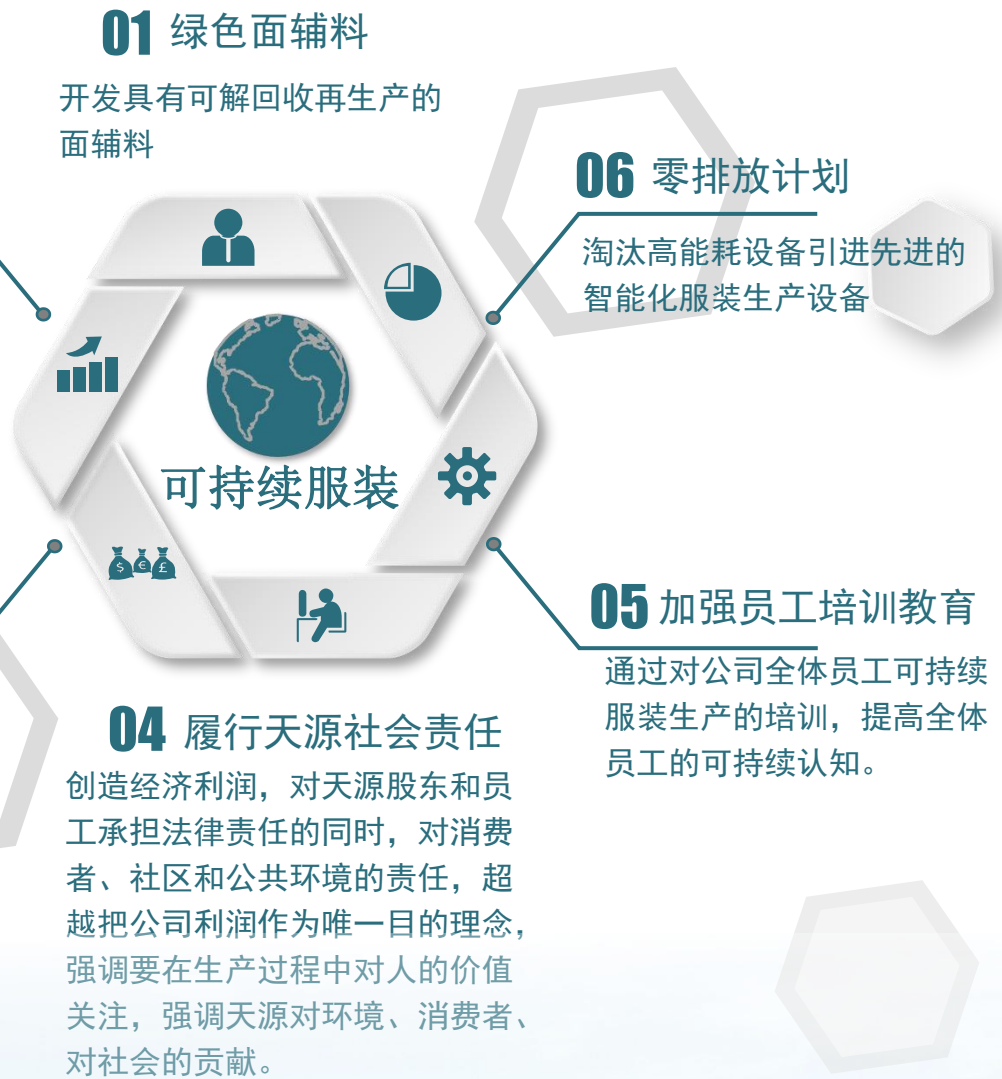 01 绿色面辅料
开发具有可解回收再生产的
面辅料
06 零排放计划
淘汰高能耗设备引进先进的
智能化服装生产设备
可持续服装
$ € £
05 加强员工培训教育
通过对公司全体员工可持续
服装生产的培训，提高全体
员工的可持续认知。
04 履行天源社会责任
创造经济利润，对天源股东和员
工承担法律责任的同时，对消费
者、社区和公共环境的责任，超
越把公司利润作为唯一目的理念，
强调要在生产过程中对人的价值
关注，强调天源对环境、消费者、
对社会的贡献。